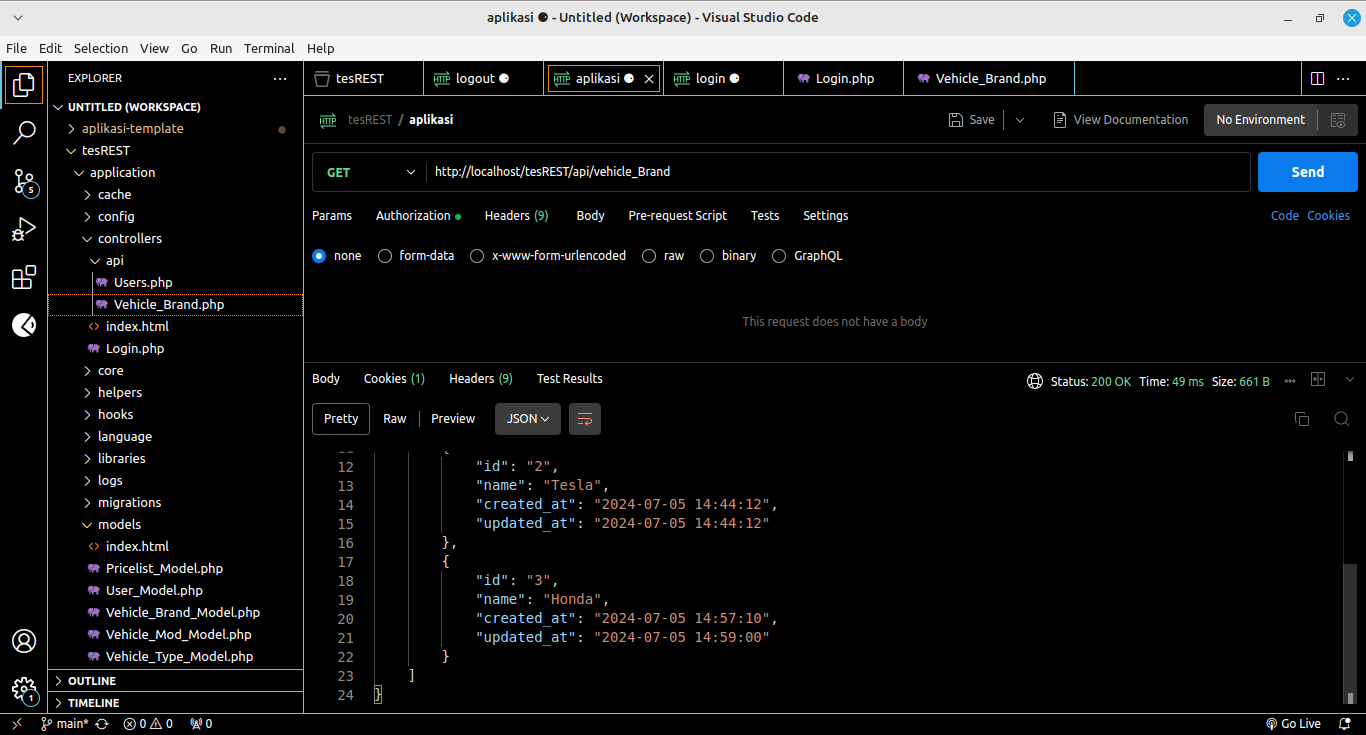 aplikasi ● - Untitled (Workspace) - Visual Studio Code
File Edit Selection View Go Run Terminal Help
EXPLORER
UNTITLED (WORKSPACE)
aplikasi-template
tesREST
application
cache
config
controllers
api
Users.php
Vehicle_Brand.php
index.html
Login.php
core
helpers
hooks
language
libraries
logs
migrations
models
index.html
Pricelist_Model.php
User_Model.php
Vehicle_Brand_Model.php
Vehicle_Mod_Model.php
Vehicle_Type_Model.php
OUTLINE
TIMELINE
5
1
tesREST HTTP logout ● HTTP aplikasi ● HTTP login ● Login.php Vehicle_Brand.php
HTTP tesREST / aplikasi Save View Documentation No Environment
GET http://localhost/tesREST/api/vehicle_Brand Send
Params Authorization ● Headers (9) Body Pre-request Script Tests Settings Code Cookies
none form-data x-www-form-urlencoded raw binary GraphQL
This request does not have a body
Body Cookies (1) Headers (9) Test Results Status: 200 OK Time: 49 ms Size: 661 B
Pretty Raw Preview JSON
11 {
12 "id": "2",
13 "name": "Tesla",
14 "created_at": "2024-07-05 14:44:12",
15 "updated_at": "2024-07-05 14:44:12"
16 },
17 {
18 "id": "3",
19 "name": "Honda",
20 "created_at": "2024-07-05 14:57:10",
21 "updated_at": "2024-07-05 14:59:00"
22 }
23 ]
24 }
main* 0 0 0 Go Live